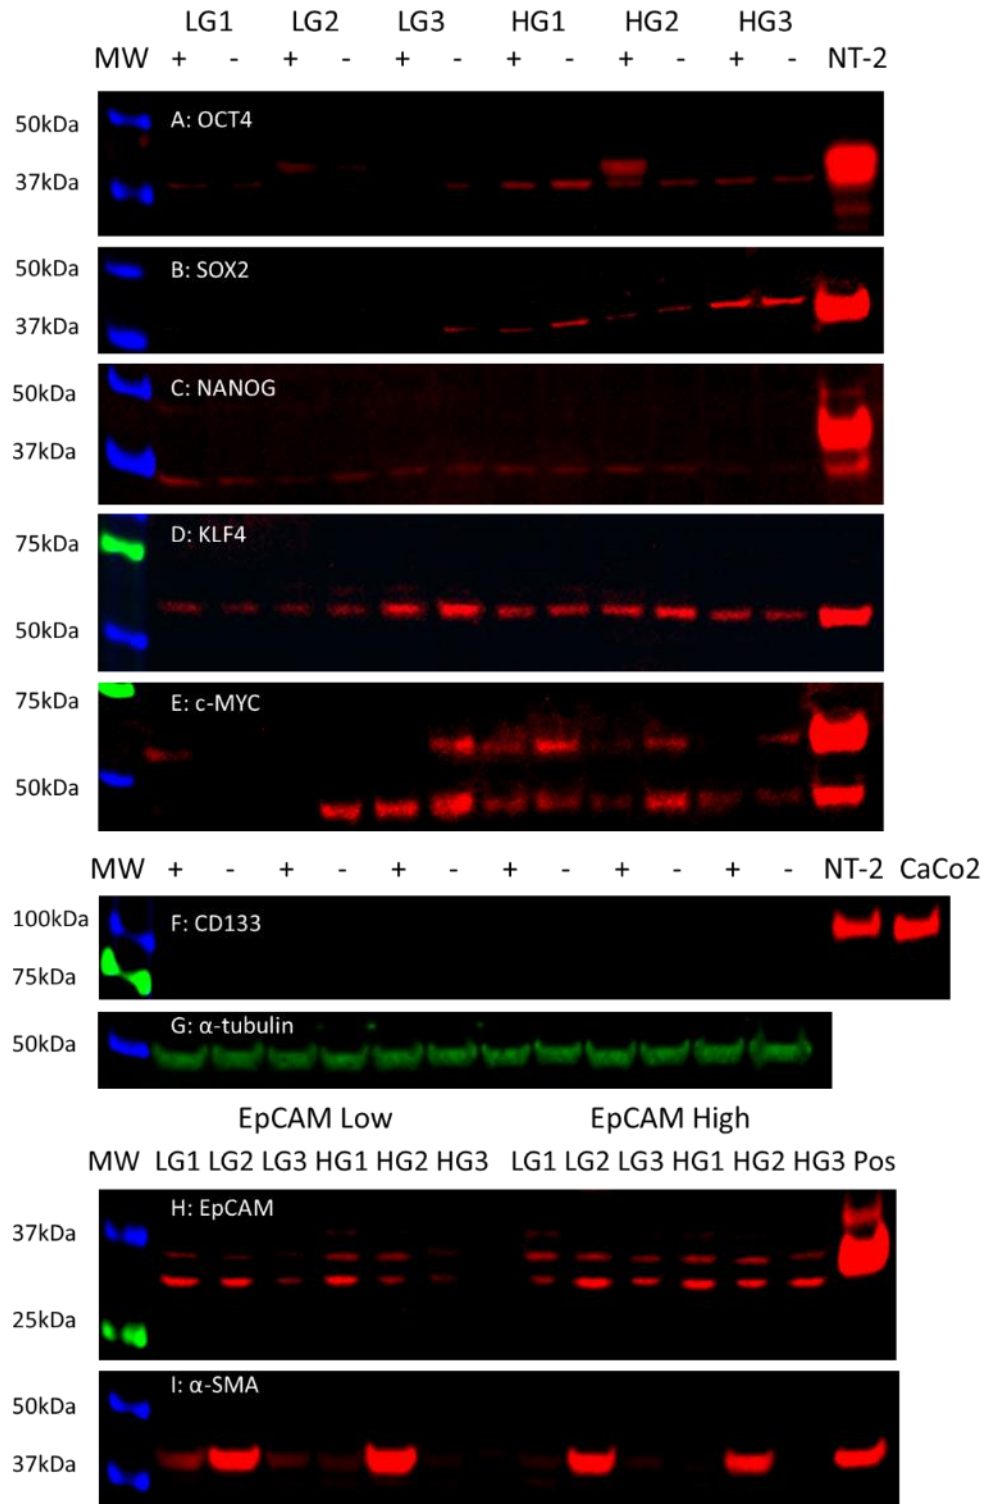 LG1 LG2 LG3 HG1 HG2 HG3
MW + - + - + - + - + - + - NT-2
50kDa A: OCT4
37kDa
50kDa B: SOX2
37kDa
50kDa C: NANOG
37kDa
75kDa D: KLF4
50kDa
75kDa E: c-MYC
50kDa
MW + - + - + - + - + - + - NT-2 CaCo2
100kDa F: CD133
75kDa
50kDa G: α-tubulin
EpCAM Low EpCAM High
MW LG1 LG2 LG3 HG1 HG2 HG3 LG1 LG2 LG3 HG1 HG2 HG3 Pos
H: EpCAM
37kDa
25kDa
I: α-SMA
50kDa
37kDa